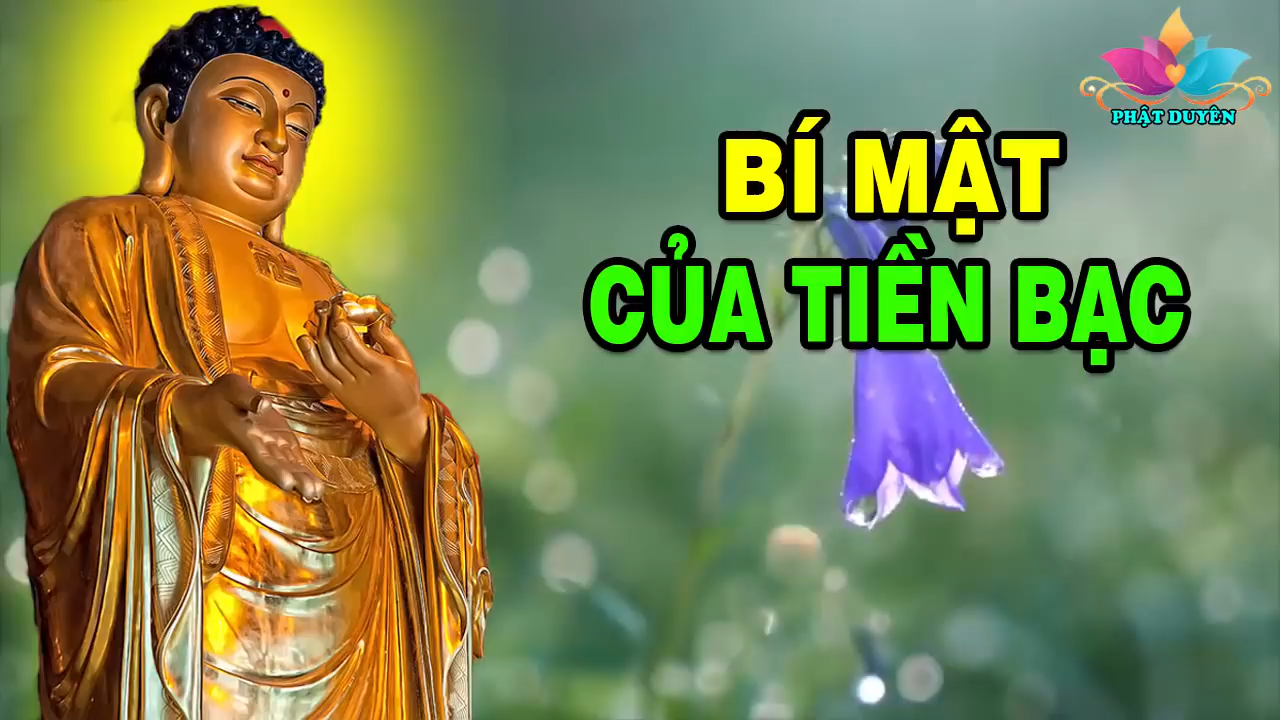 PHẬT DUYÊN
BÍ MẬT
CỦA TIỀN BẠC